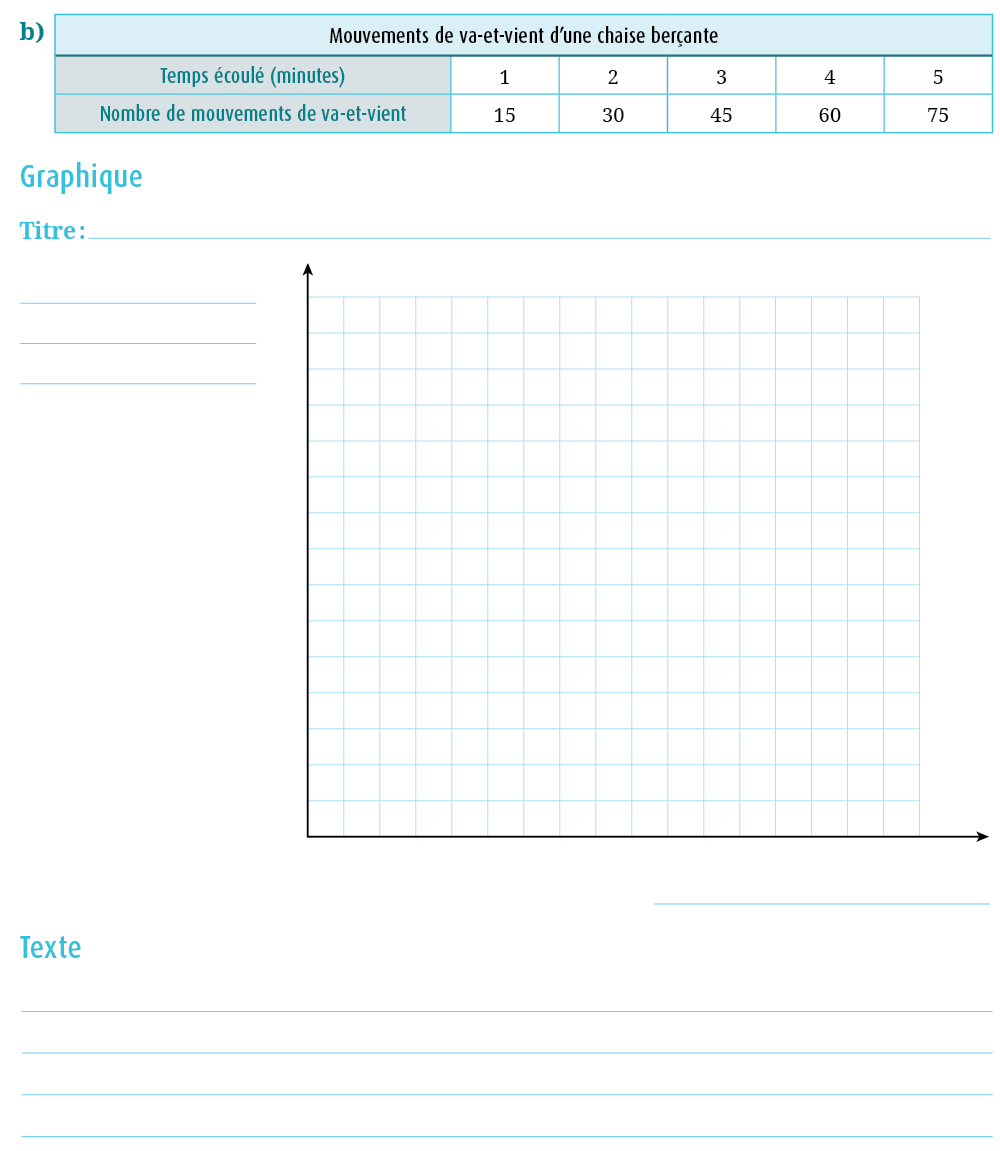 b)
Mouvements de va-et-vient d’une chaise berçante
Temps écoulé (minutes) 1 2 3 4 5
Nombre de mouvements de va-et-vient 15 30 45 60 75
Graphique
Titre :
Texte